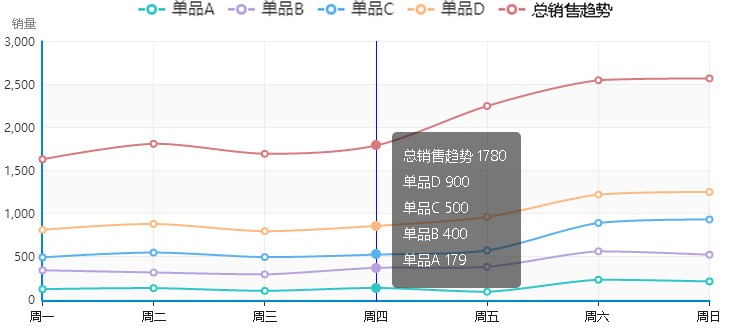 单品A 单品B 单品C 单品D 总销售趋势
销量
3,000
2,500
2,000
1,500
1,000
500
0
总销售趋势 1780
单品D 900
单品C 500
单品B 400
单品A 179
周一 周二 周三 周四 周五 周六 周日